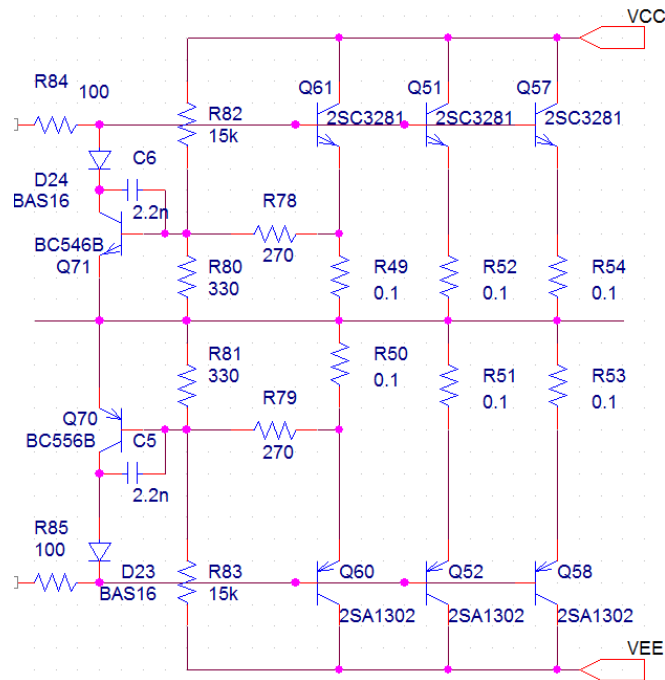 VCC
R84
100
Q61
Q51
Q57
R82
15k
2SC3281
2SC3281
2SC3281
C6
D24
BAS16
2.2n
R78
BC546B
Q71
270
R80
330
R49
0.1
R52
0.1
R54
0.1
R81
330
R50
0.1
R51
0.1
R53
0.1
R79
Q70
BC556B
C5
270
2.2n
R85
100
D23
BAS16
R83
15k
Q60
Q52
Q58
2SA1302
2SA1302
2SA1302
VEE